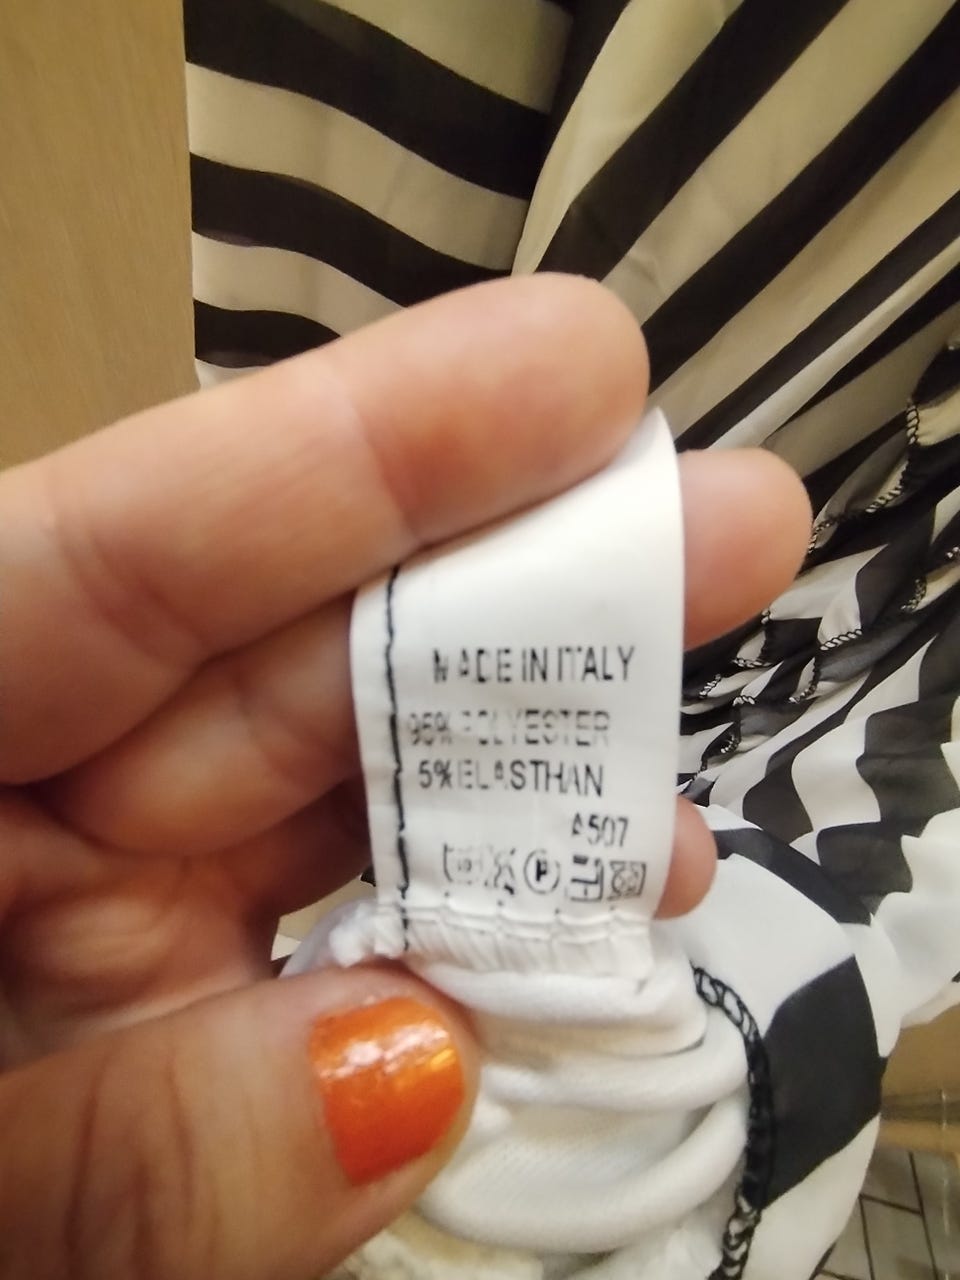 MADE IN ITALY
95% POLYESTER
5% ELASTHAN
A507
P